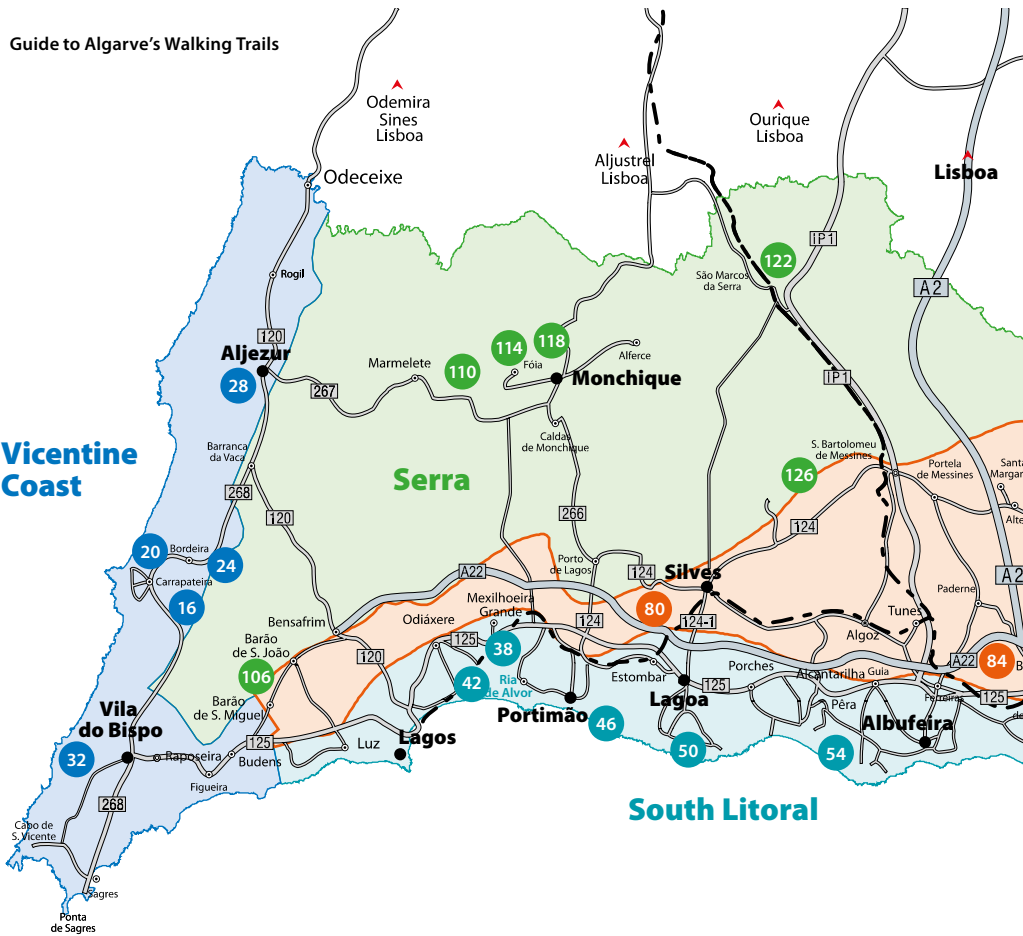 Guide to Algarve's Walking Trails
Odemira
Sines
Lisboa
Ourique
Lisboa
Aljustrel
Lisboa
Lisboa
Odeceixe
IP1
122
São Marcos
da Serra
Rogil
A2
120
Aljezur
28
118
114
Fóia
Alferce
Marmelete
110
Monchique
267
IP1
Caldas
de Monchique
Barranca
da Vaca
S. Bartolomeu
de Messines
Portela
de Messines
Santa
Margar
Vicentine
Coast
Serra
126
268
120
266
124
Alte
20
Bordeira
24
Carrapateira
16
A22
Porto
de Lagos
124
Silves
A2
Paderne
Mexilhoeira
Grande
80
Bensafrim
Odiáxere
124
124-1
Tunes
Algoz
Barão
de S. João
125
38
120
106
42
Ria
de Alvor
Estombar
Porches
Alcantarilha
Guia
A22
84
B
Barão
de S. Miguel
Portimão
Lagoa
125
Pêra
Ferreiras
125
de
Vila
do Bispo
46
Albufeira
125
Luz
Lagos
50
54
32
Raposeira
Budens
Figueira
268
South Litoral
Cabo de
S. Vicente
Sagres
Ponta
de Sagres